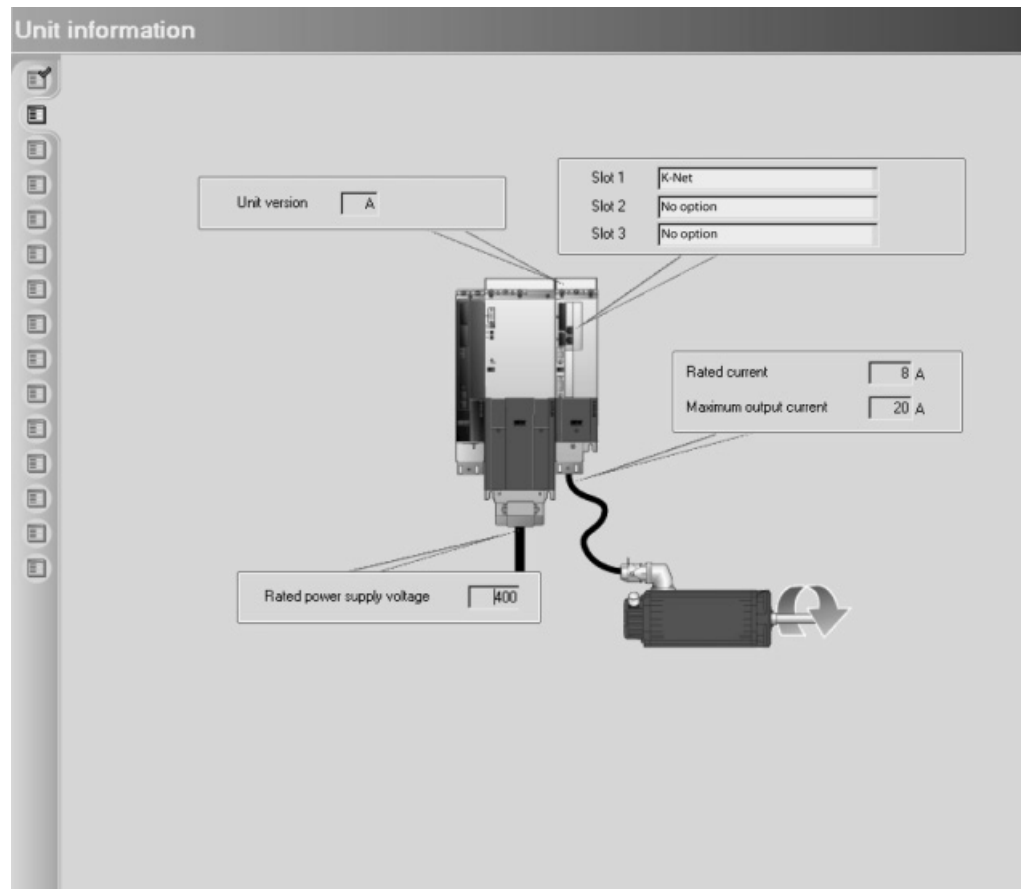 Unit information
Unit version A
Slot 1 K-Net
Slot 2 No option
Slot 3 No option
Rated current 8 A
Maximum output current 20 A
Rated power supply voltage 400